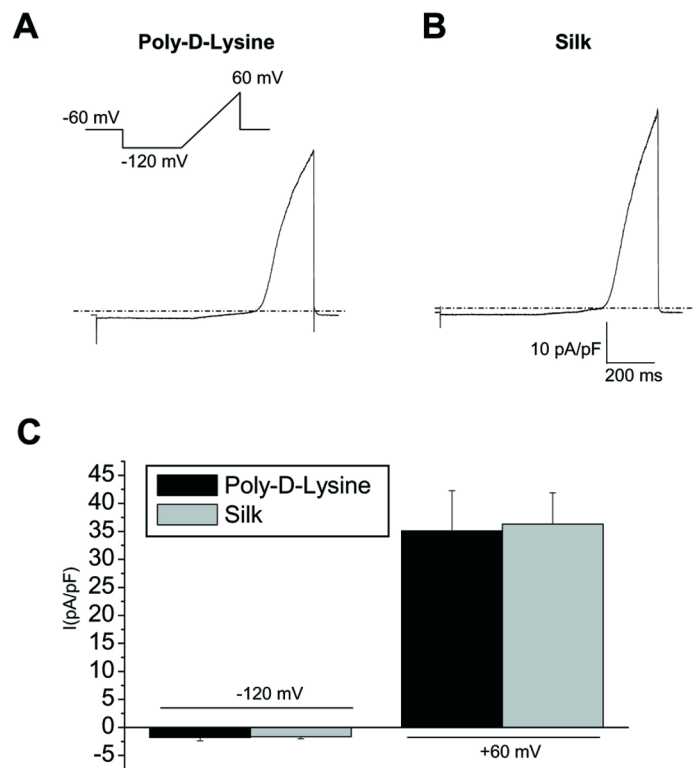 A
B
Poly-D-Lysine
Silk
60 mV
-60 mV
-120 mV
10 pA/pF
200 ms
C
45
40
35
30
25
20
15
10
5
0
-5
I(pA/pF)
Poly-D-Lysine
Silk
-120 mV
+60 mV